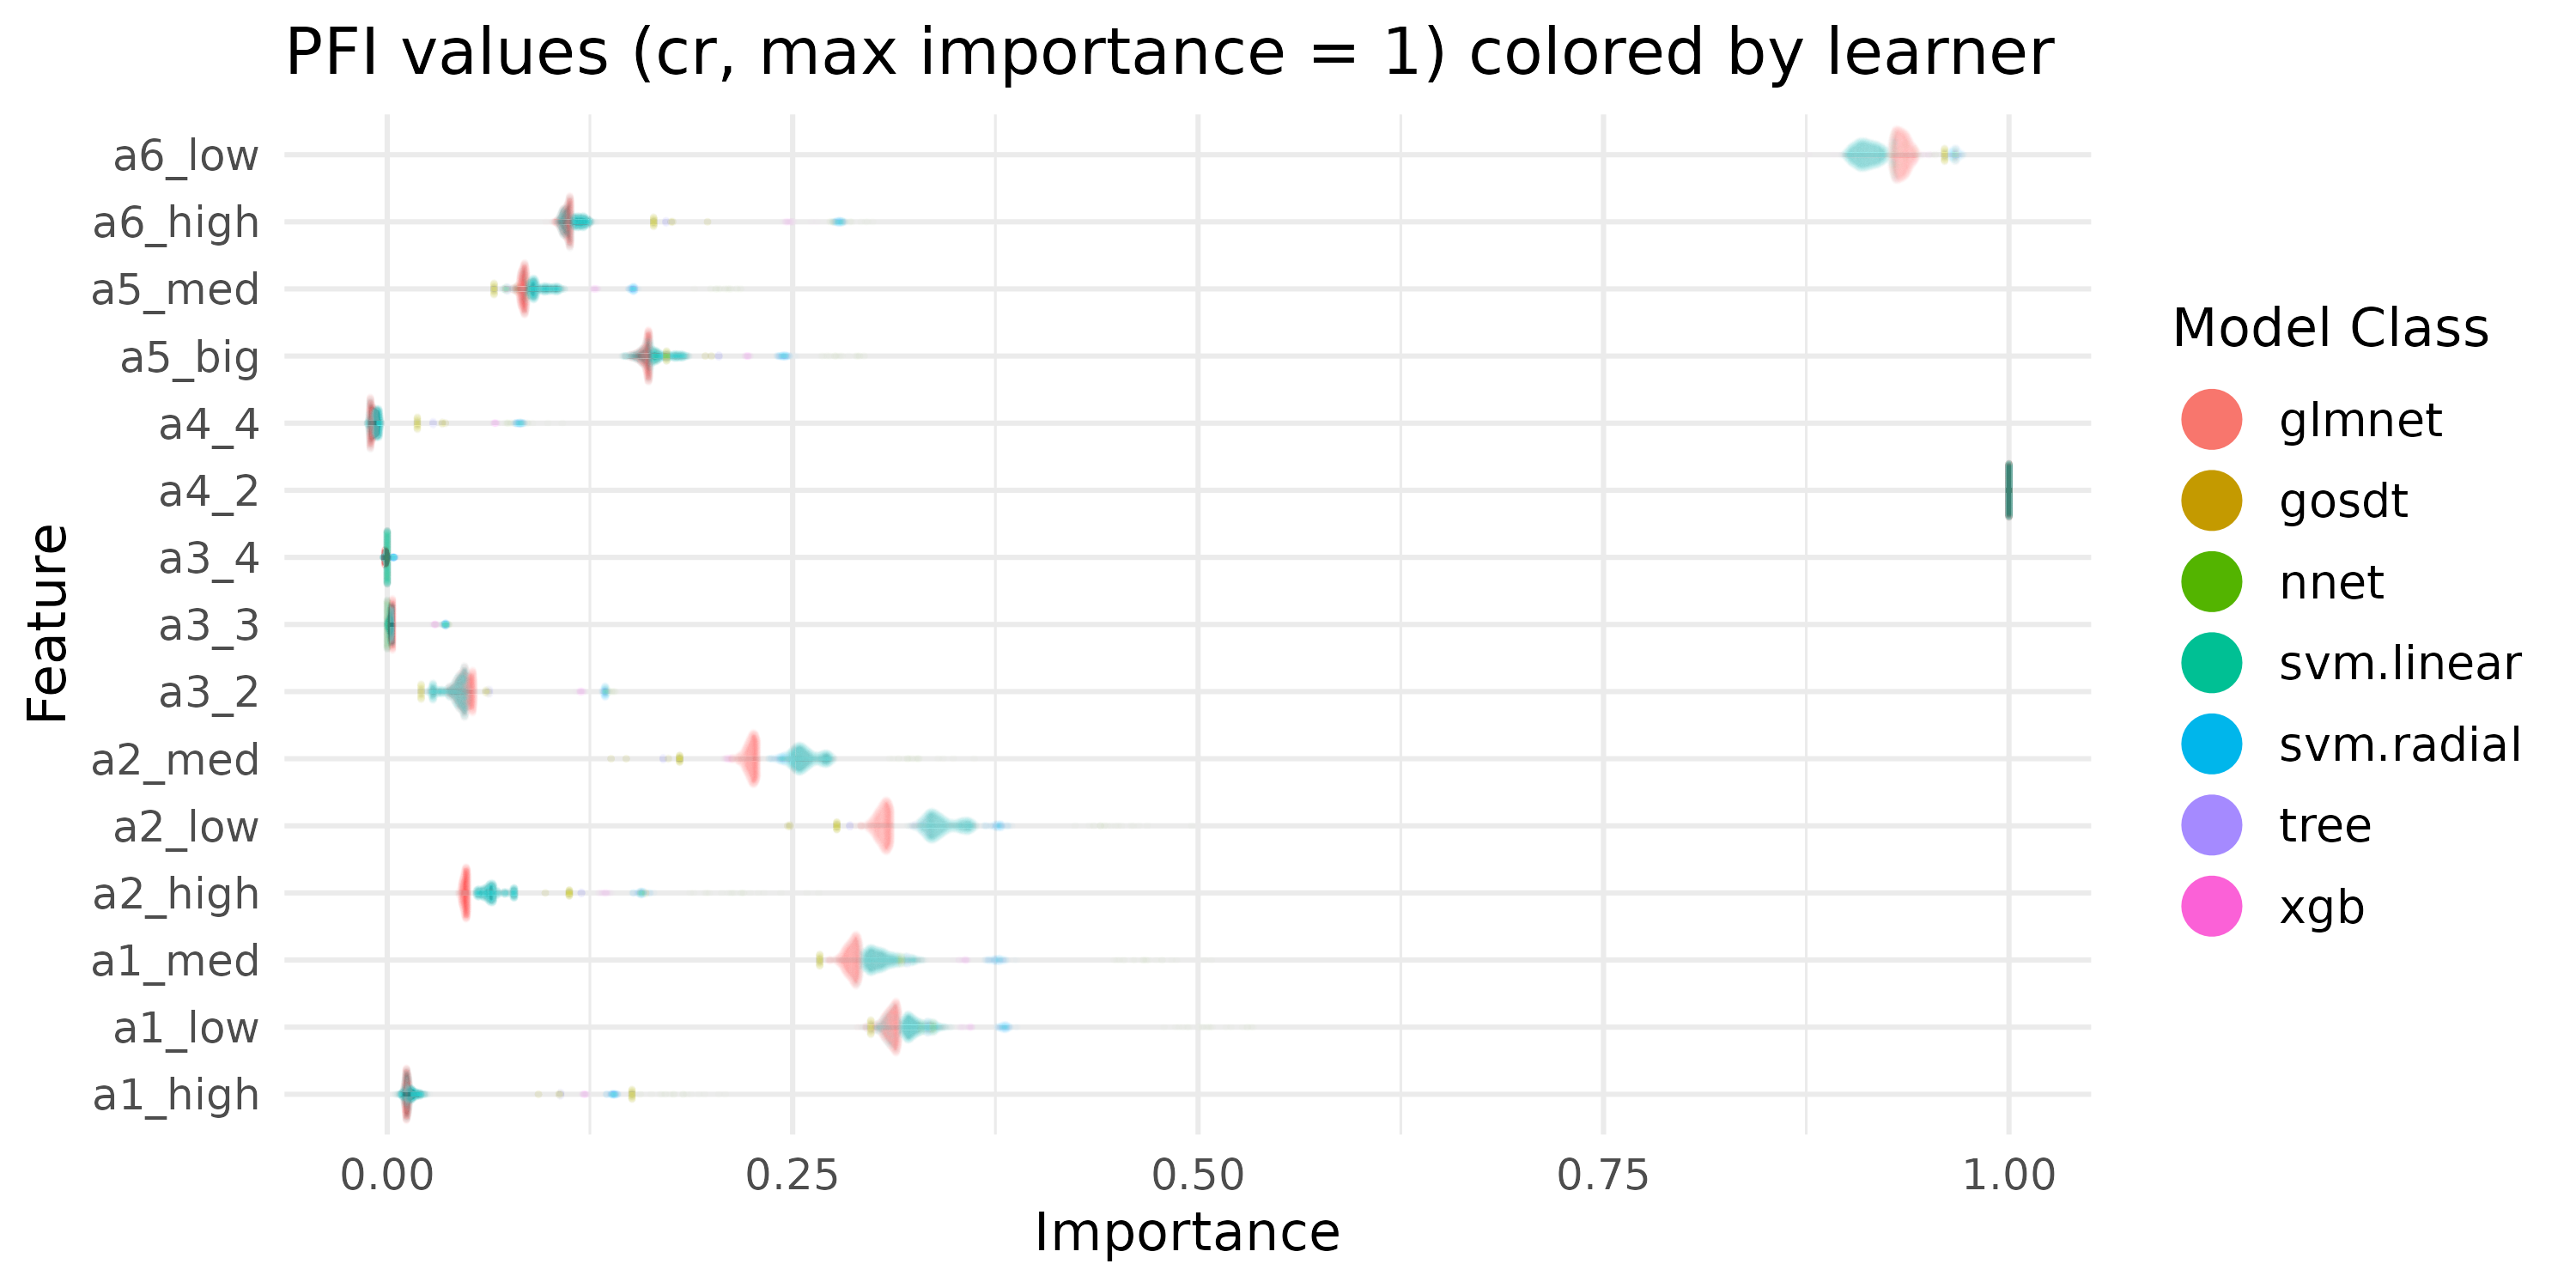 PFI values (cr, max importance = 1) colored by learner
Feature
a6_low
a6_high
a5_med
a5_big
a4_4
a4_2
a3_4
a3_3
a3_2
a2_med
a2_low
a2_high
a1_med
a1_low
a1_high
0.00 0.25 0.50 0.75 1.00
Importance
Model Class
glmnet
gosdt
nnet
svm.linear
svm.radial
tree
xgb